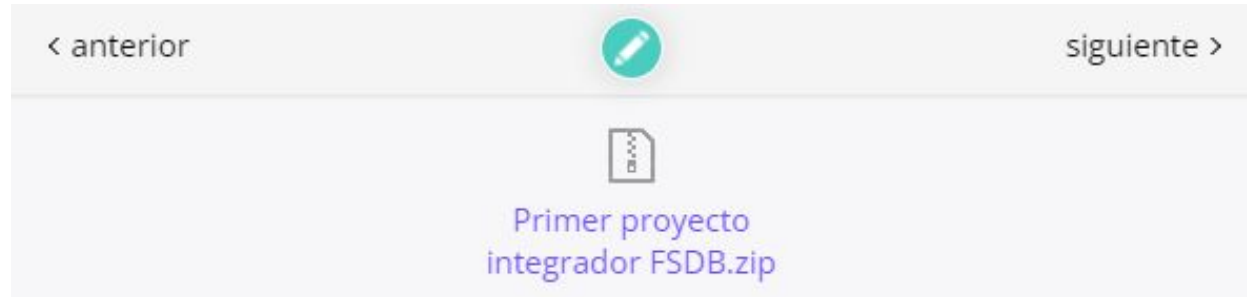 < anterior
siguiente >
Primer proyecto
integrador FSDB.zip